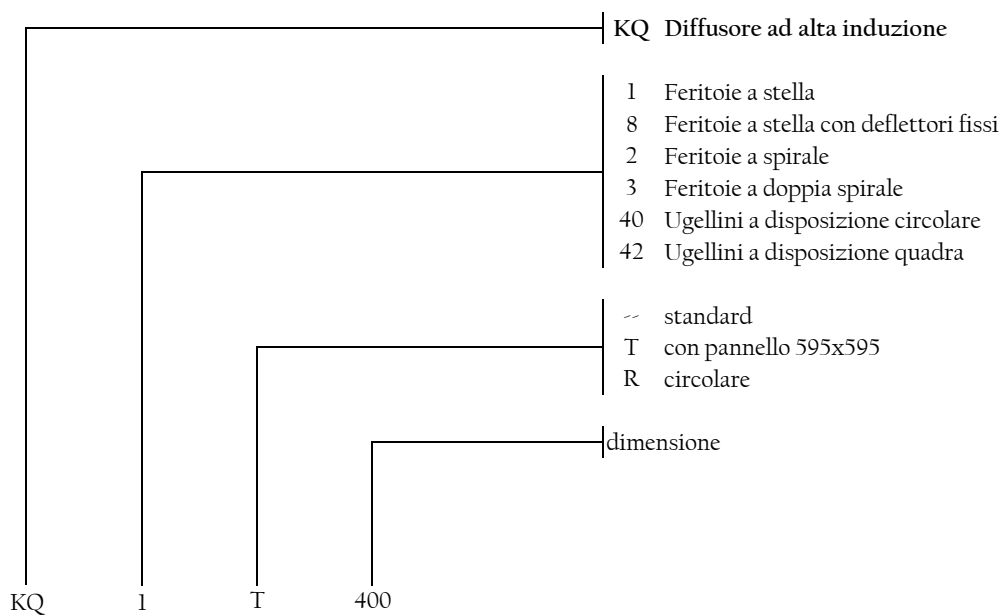 KQ Diffusore ad alta induzione
1 Feritoie a stella
8 Feritoie a stella con deflettori fissi
2 Feritoie a spirale
3 Feritoie a doppia spirale
40 Ugellini a disposizione circolare
42 Ugellini a disposizione quadra
-- standard
T con pannello 595x595
R circolare
dimensione
KQ 1 T 400